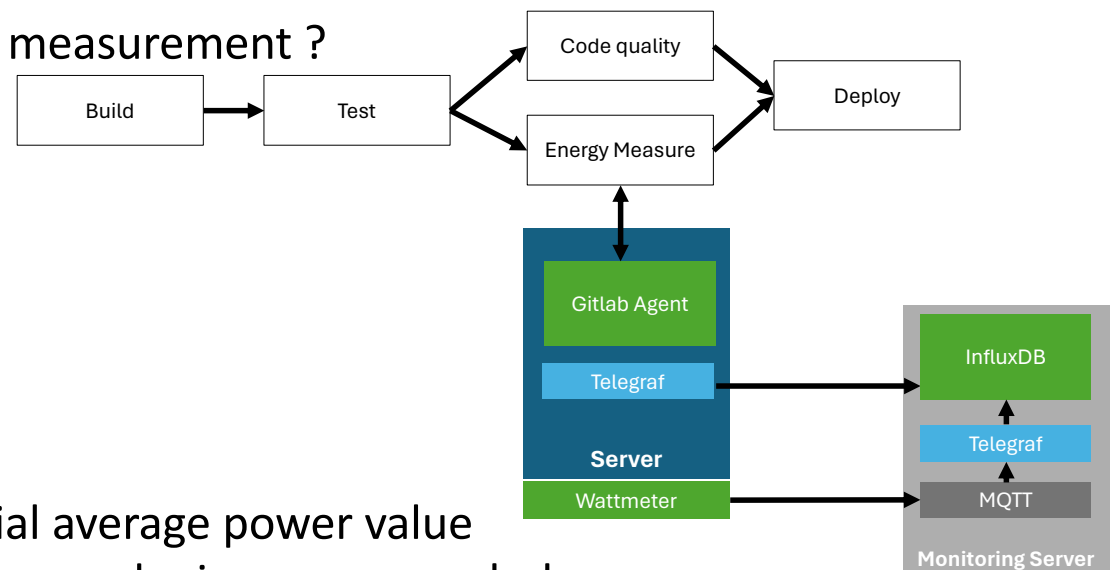 measurement ?
Code quality
Build
Test
Deploy
Energy Measure
Gitlab Agent
InfluxDB
Telegraf
Telegraf
Server
Wattmeter
MQTT
average power value
Monitoring Server